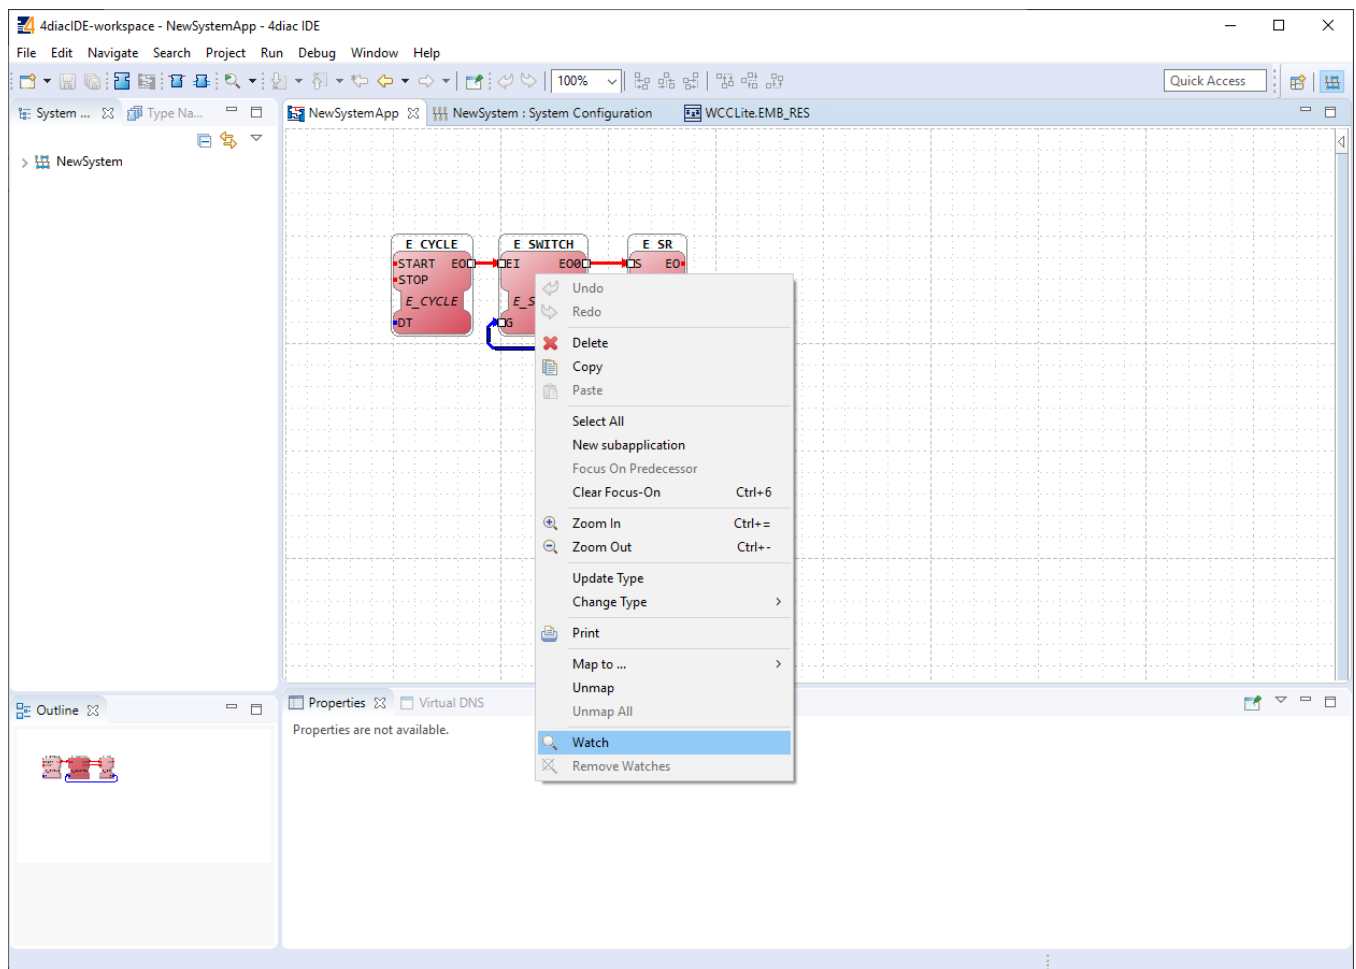 4diacIDE-workspace - NewSystemApp - 4diac IDE
File Edit Navigate Search Project Run Debug Window Help
100% Quick Access
System ... Type Na...
NewSystemApp NewSystem : System Configuration WCCLite.EMB_RES
NewSystem
E_CYCLE E_SWITCH E_SR
START EO EI EO0 S EO
STOP
E_CYCLE E_S
DT G
Undo
Redo
Delete
Copy
Paste
Select All
New subapplication
Focus On Predecessor
Clear Focus-On Ctrl+6
Zoom In Ctrl+=
Zoom Out Ctrl+-
Update Type
Change Type
Print
Map to ...
Unmap
Unmap All
Watch
Remove Watches
Outline
Properties Virtual DNS
Properties are not available.